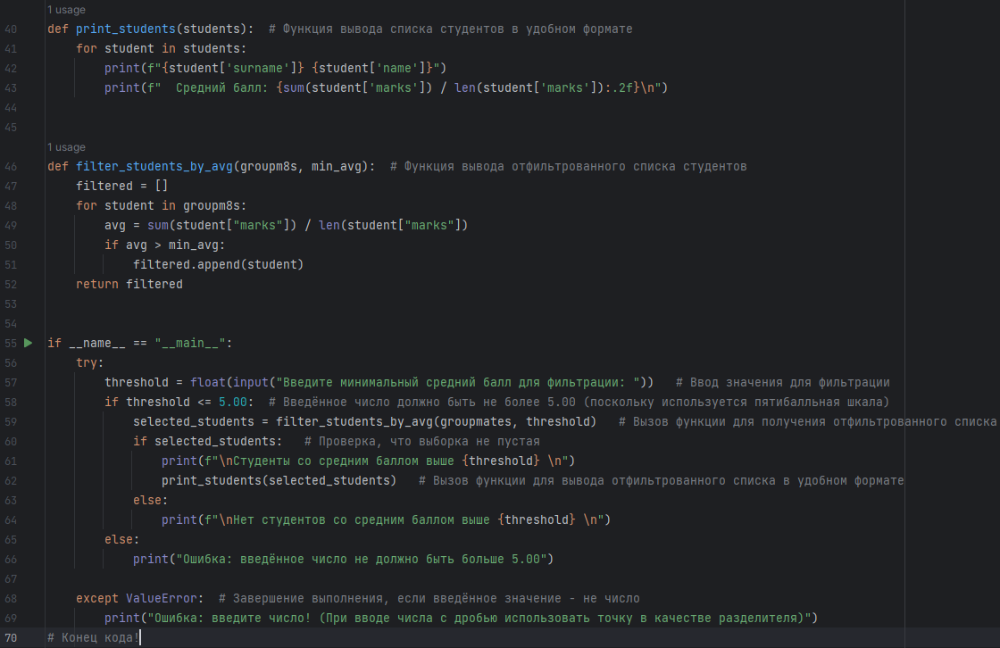 1 usage
40 def print_students(students):  # Функция вывода списка студентов в удобном формате
41     for student in students:
42         print(f"{student['surname']} {student['name']}")
43         print(f"  Средний балл: {sum(student['marks']) / len(student['marks']):.2f}\n")
44
45
1 usage
46 def filter_students_by_avg(groupm8s, min_avg):  # Функция вывода отфильтрованного списка студентов
47     filtered = []
48     for student in groupm8s:
49         avg = sum(student["marks"]) / len(student["marks"])
50         if avg > min_avg:
51             filtered.append(student)
52     return filtered
53
54
55 if __name__ == "__main__":
56     try:
57         threshold = float(input("Введите минимальный средний балл для фильтрации: "))   # Ввод значения для фильтрации
58         if threshold <= 5.00:  # Введённое число должно быть не более 5.00 (поскольку используется пятибалльная шкала)
59             selected_students = filter_students_by_avg(groupmates, threshold)   # Вызов функции для получения отфильтрованного списка
60             if selected_students:   # Проверка, что выборка не пустая
61                 print(f"\nСтуденты со средним баллом выше {threshold} \n")
62                 print_students(selected_students)   # Вызов функции для вывода отфильтрованного списка в удобном формате
63             else:
64                 print(f"\nНет студентов со средним баллом выше {threshold} \n")
65         else:
66             print("Ошибка: введённое число не должно быть больше 5.00")
67
68     except ValueError:  # Завершение выполнения, если введённое значение - не число
69         print("Ошибка: введите число! (При вводе числа с дробью использовать точку в качестве разделителя)")
70 # Конец кода!